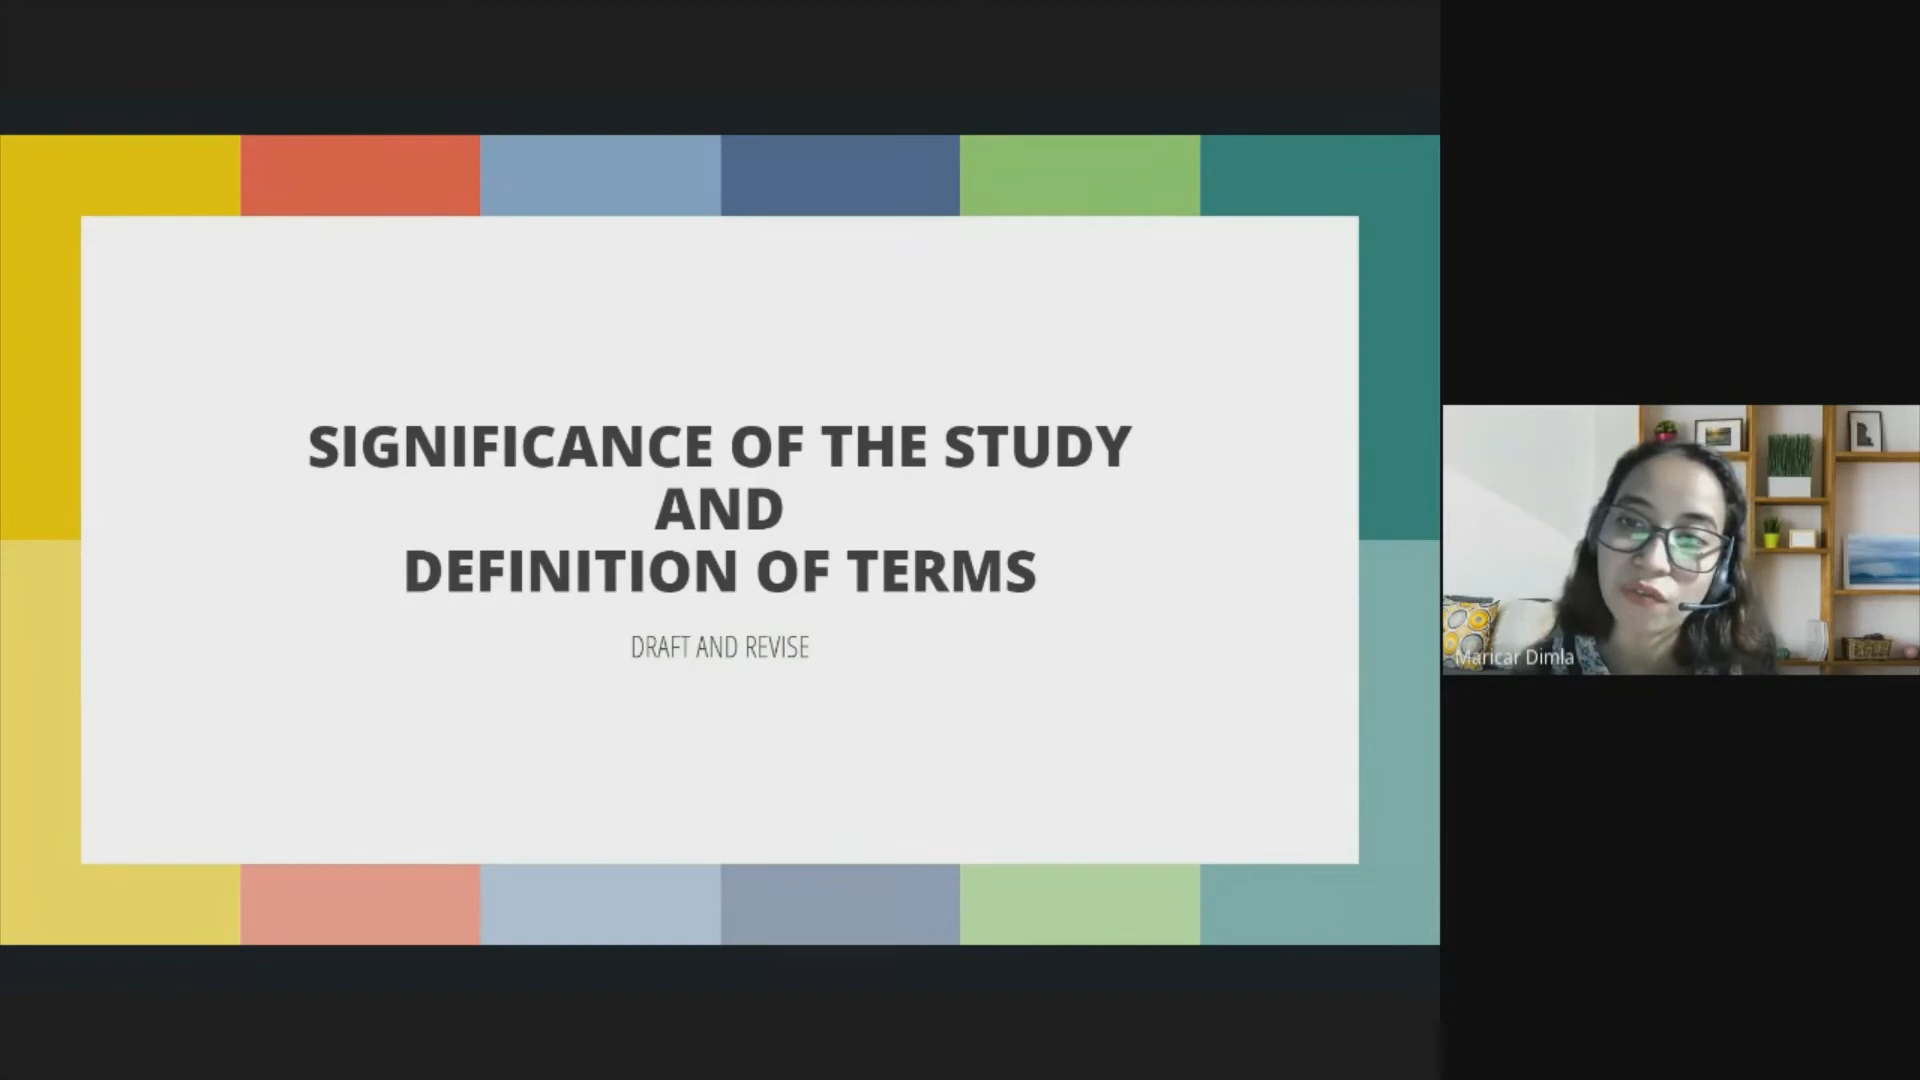 SIGNIFICANCE OF THE STUDY
AND
DEFINITION OF TERMS
DRAFT AND REVISE
Maricar Dimla